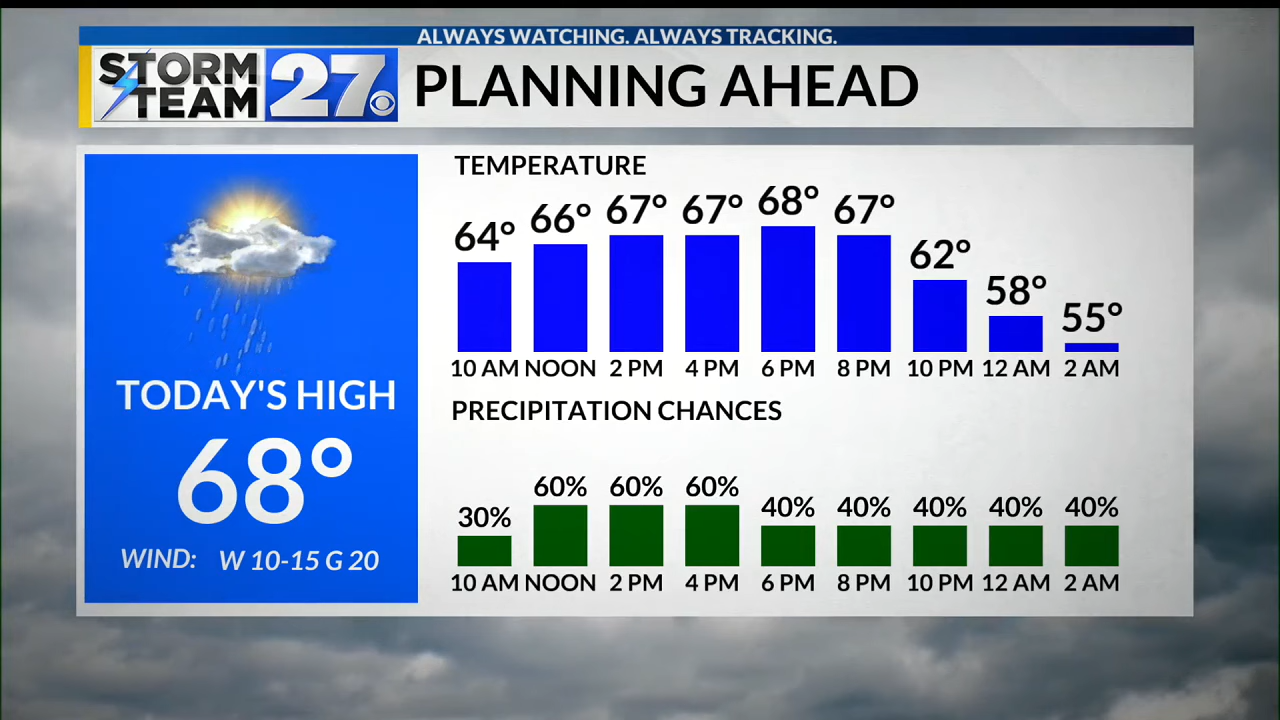 ALWAYS WATCHING. ALWAYS TRACKING.
STORM TEAM 27
PLANNING AHEAD
TEMPERATURE
64° 66° 67° 67° 68° 67° 62° 58° 55°
10 AM NOON 2 PM 4 PM 6 PM 8 PM 10 PM 12 AM 2 AM
TODAY'S HIGH
68°
WIND: W 10-15 G 20
PRECIPITATION CHANCES
30% 60% 60% 60% 40% 40% 40% 40% 40%
10 AM NOON 2 PM 4 PM 6 PM 8 PM 10 PM 12 AM 2 AM